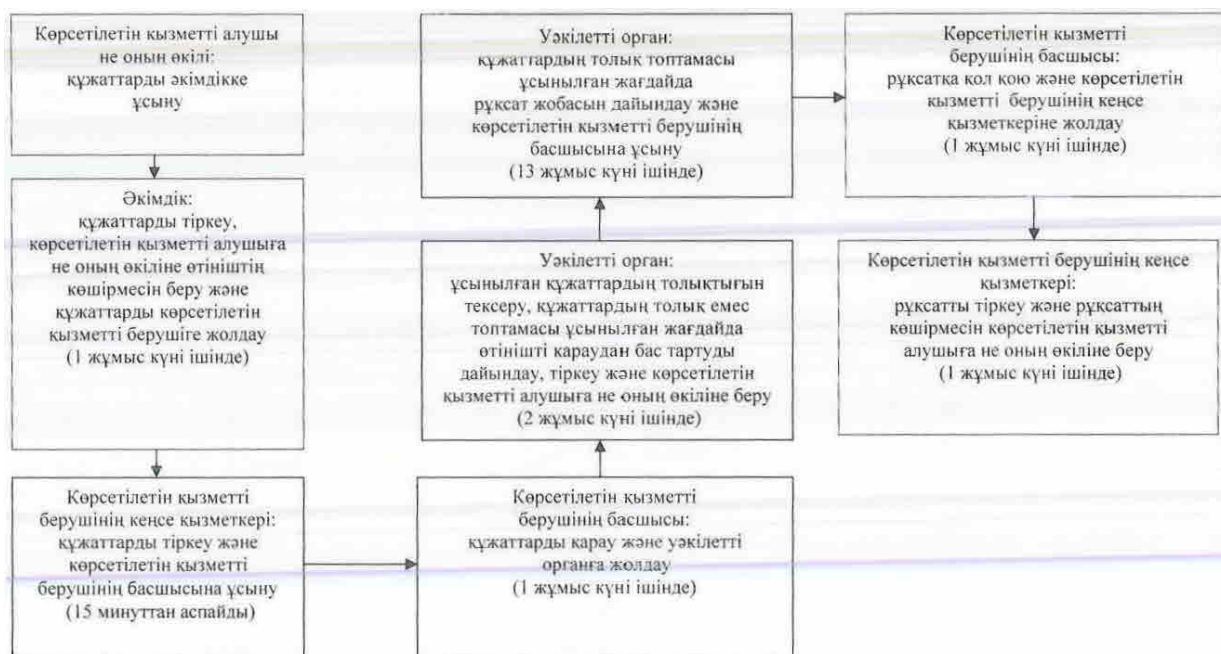 Көрсетілетін қызметті алушы
не оның өкілі:
құжаттарды әкімдікке
ұсыну
Әкімдік:
құжаттарды тіркеу,
көрсетілетін қызметті алушыға
не оның өкіліне өтініштің
көшірмесін беру және
құжаттарды көрсетілетін
қызметті берушіге жолдау
(1 жұмыс күні ішінде)
Көрсетілетін қызметті
берушінің кеңсе қызметкері:
құжаттарды тіркеу және
көрсетілетін қызметті
берушінің басшысына ұсыну
(15 минуттан аспайды)
Көрсетілетін қызметті
берушінің басшысы:
құжаттарды қарау және уәкілетті
органға жолдау
(1 жұмыс күні ішінде)
Уәкілетті орган:
ұсынылған құжаттардың толықтығын
тексеру, құжаттардың толық емес
топтамасы ұсынылған жағдайда
өтінішті қараудан бас тартуды
дайындау, тіркеу және көрсетілетін
қызметті алушыға не оның өкіліне беру
(2 жұмыс күні ішінде)
Уәкілетті орган:
құжаттардың толық топтамасы
ұсынылған жағдайда
рұқсат жобасын дайындау және
көрсетілетін қызметті берушінің
басшысына ұсыну
(13 жұмыс күні ішінде)
Көрсетілетін қызметті
берушінің басшысы:
рұқсатқа қол қою және көрсетілетін
қызметті берушінің кеңсе
қызметкеріне жолдау
(1 жұмыс күні ішінде)
Көрсетілетін қызметті берушінің кеңсе
қызметкері:
рұқсатты тіркеу және рұқсаттың
көшірмесін көрсетілетін қызметті
алушыға не оның өкіліне беру
(1 жұмыс күні ішінде)